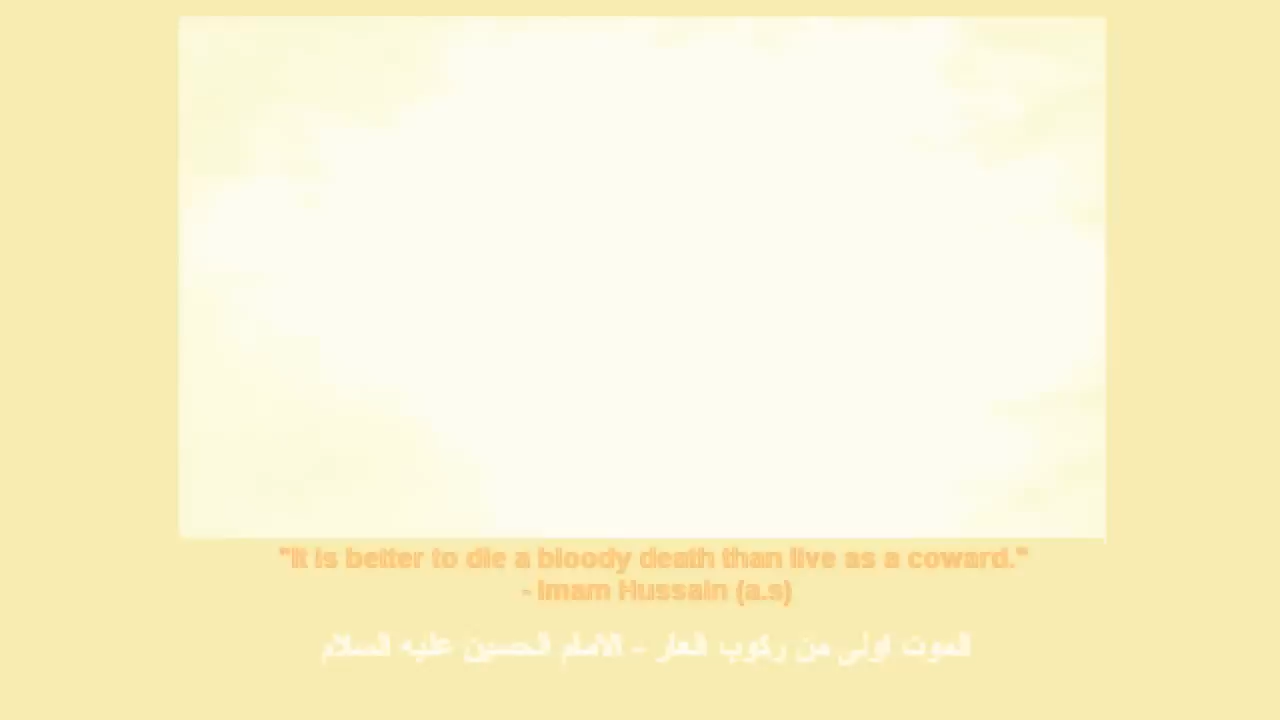 "It is better to die a bloody death than live as a coward."
- Imam Hussain (a.s)
الموت اولى من ركوب العار - الامام الحسين عليه السلام